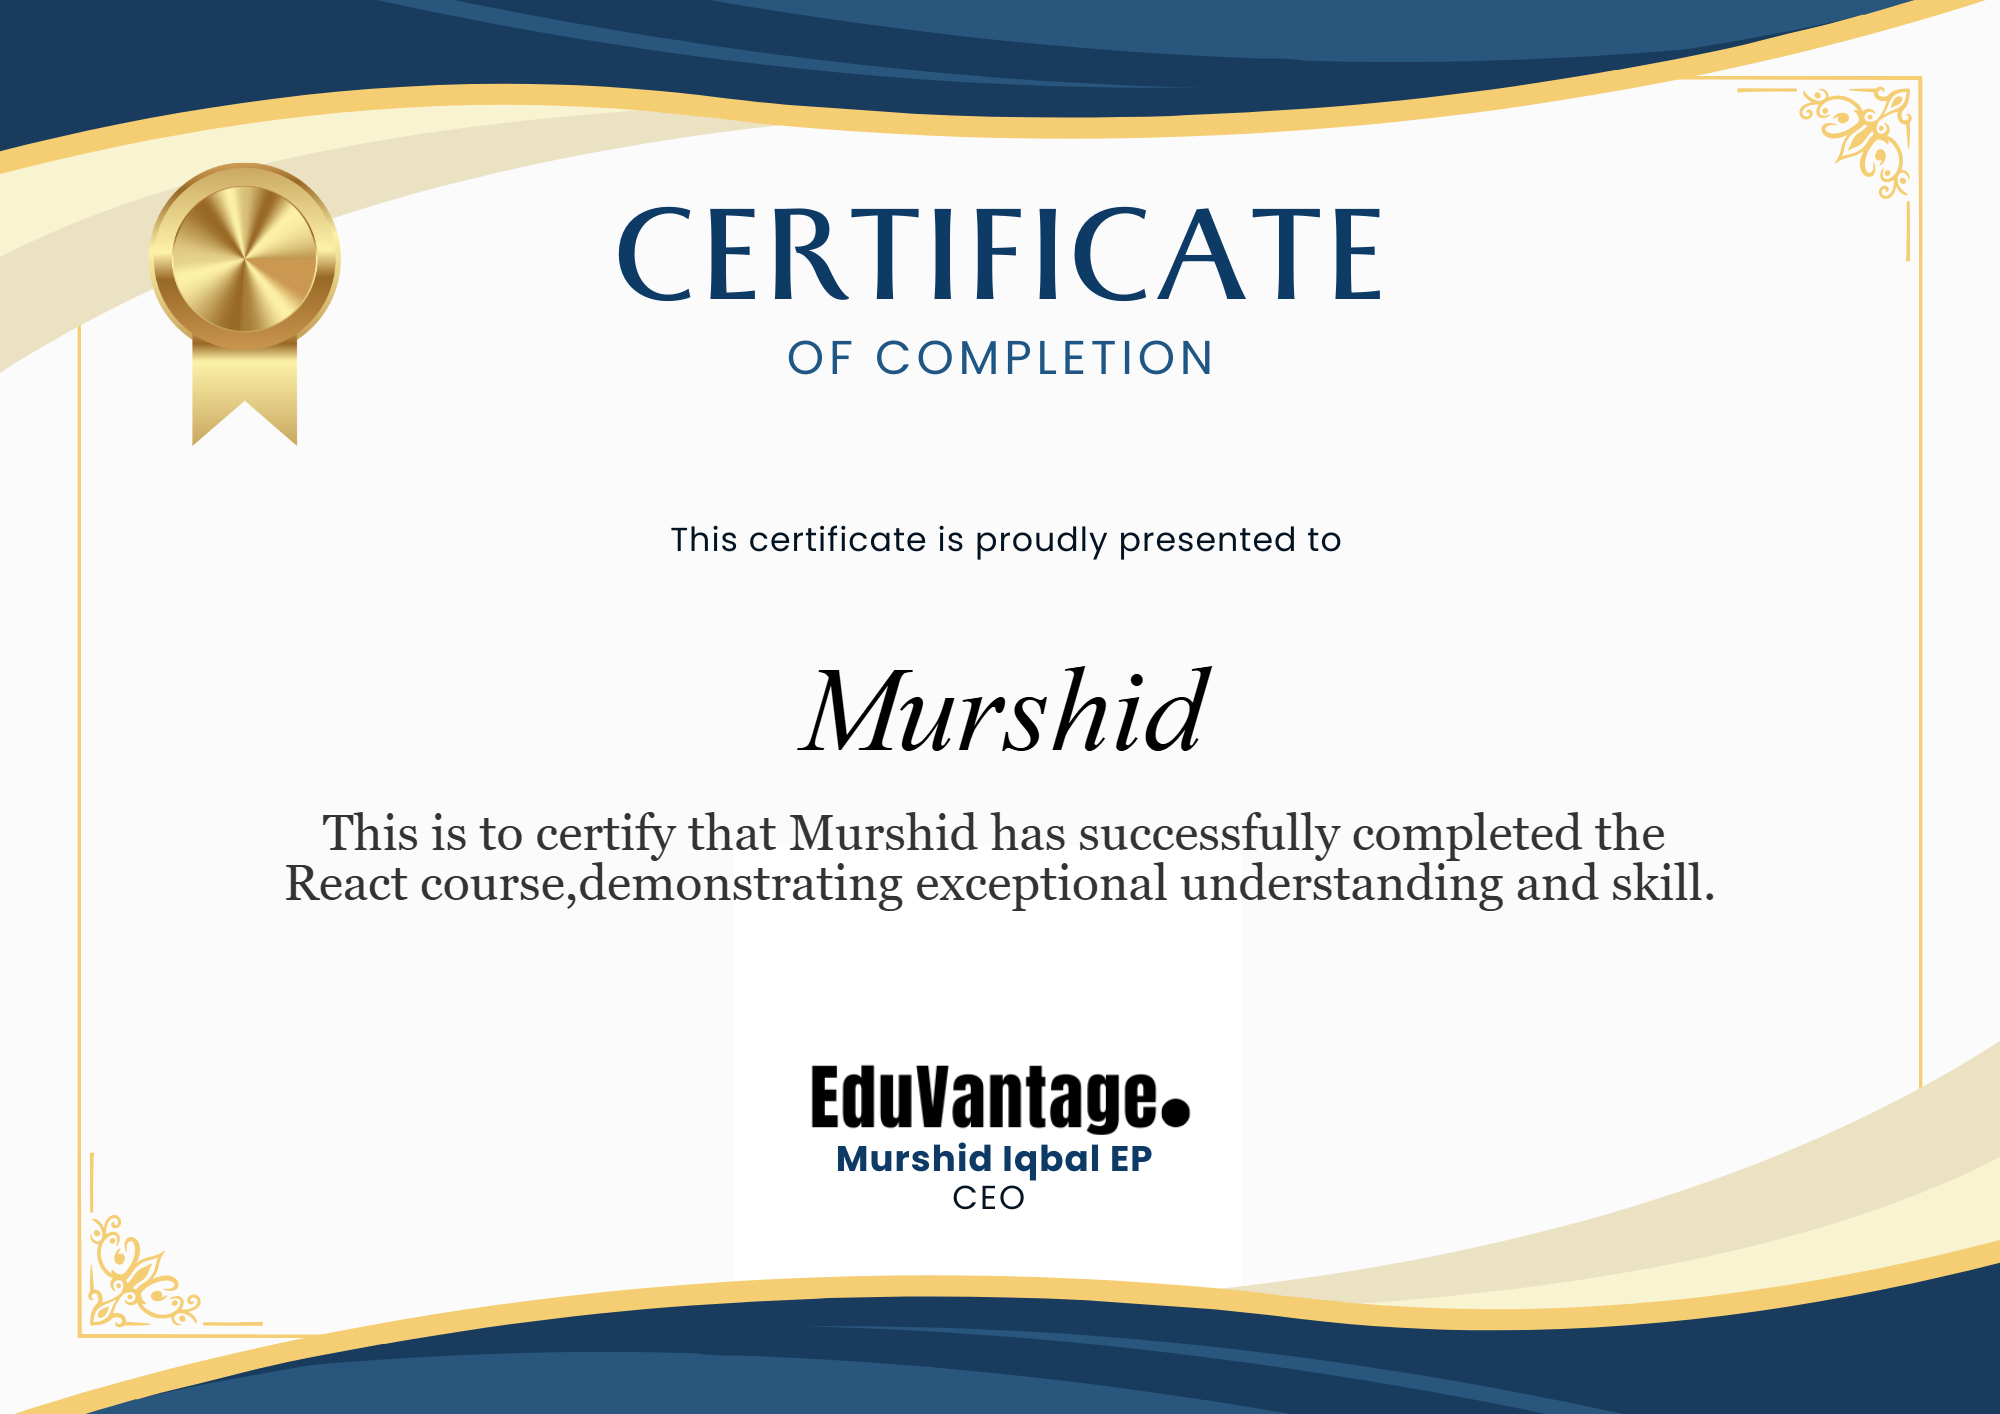 CERTIFICATE
OF COMPLETION
This certificate is proudly presented to
Murshid
This is to certify that Murshid has successfully completed the
React course,demonstrating exceptional understanding and skill.
EduVantage.
Murshid Iqbal EP
CEO